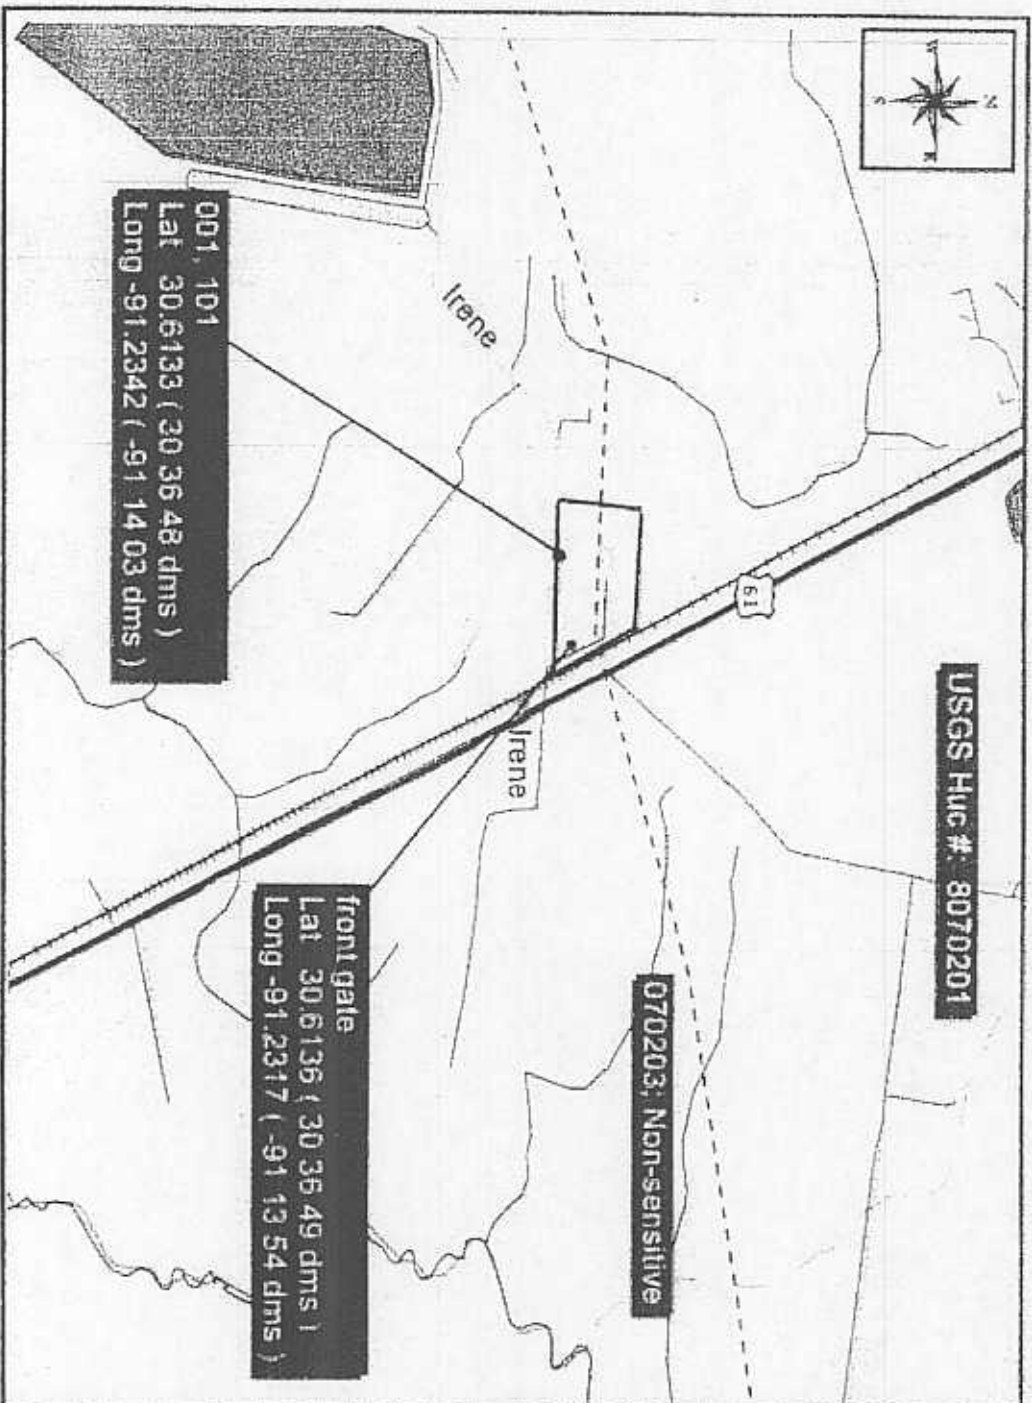 N
W
E
S
USGS Huc #: 8070201
61
070203; Non-sensitive
Irene
Irene
001, 101
Lat 30.6133 ( 30 36 48 dms )
Long -91.2342 ( -91 14 03 dms )
front gate
Lat 30.6136 ( 30 36 49 dms )
Long -91.2317 ( -91 13 54 dms )